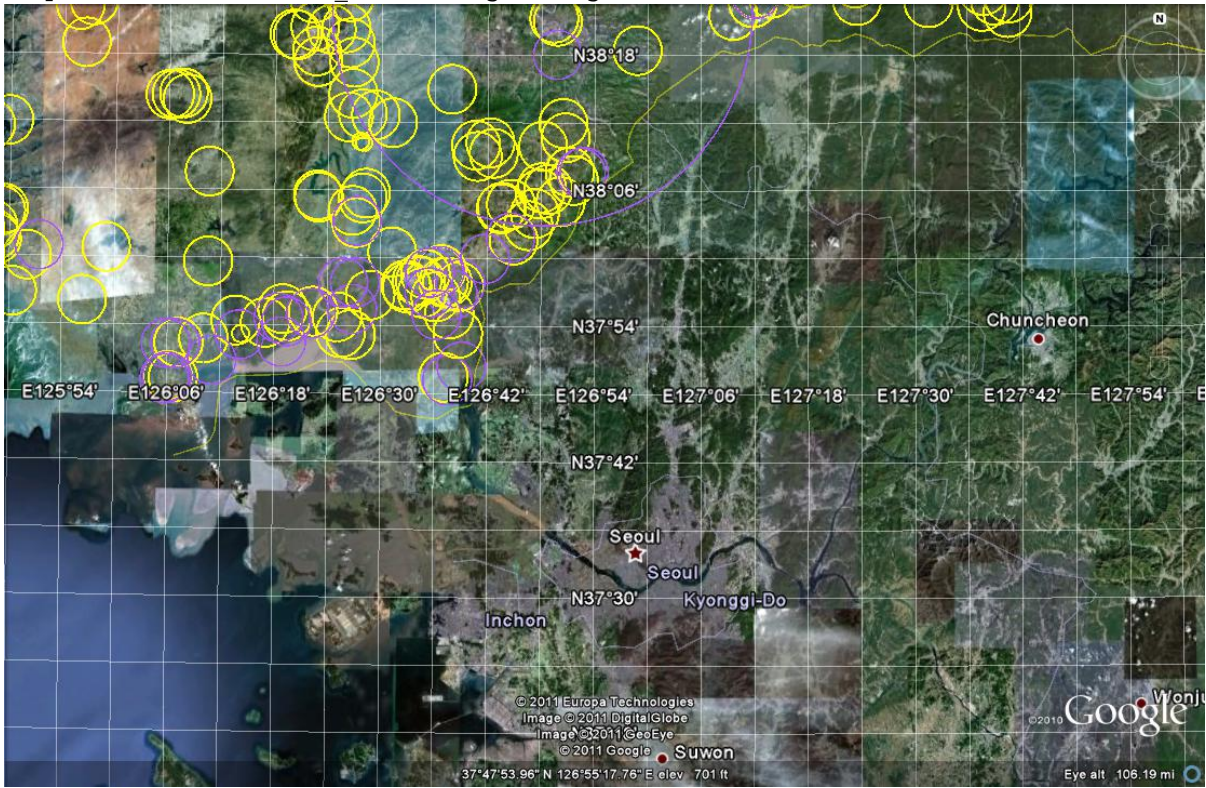 N
N38°18'
N38°06'
N37°54'
Chuncheon
E125°54' E126°06' E126°18' E126°30' E126°42' E126°54' E127°06' E127°18' E127°30' E127°42' E127°54'
N37°42'
Seoul
Seoul
N37°30'
Kyonggi-Do
Inchon
© 2011 Europa Technologies
Image © 2011 DigitalGlobe
Image © 2011 GeoEye
© 2011 Google
Suwon
Wonju
©2010 Google
37°47'53.96" N 126°55'17.76" E elev 701 ft
Eye alt 106.19 mi